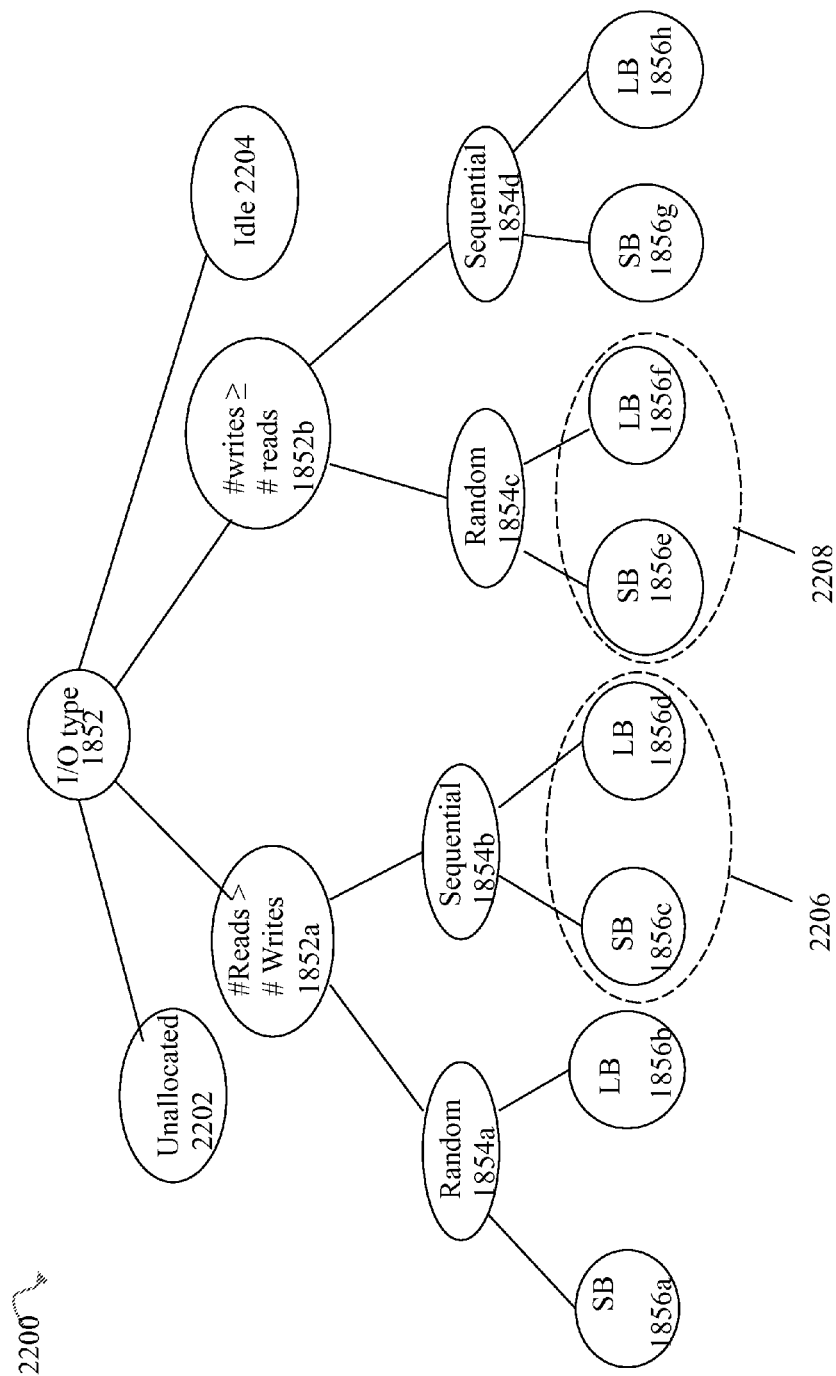 2200
I/O type
1852
Unallocated
2202
Idle 2204
#Reads >
# Writes
1852a
#writes ≥
# reads
1852b
Random
1854a
Sequential
1854b
Random
1854c
Sequential
1854d
SB
1856a
LB
1856b
SB
1856c
LB
1856d
SB
1856e
LB
1856f
SB
1856g
LB
1856h
2206
2208